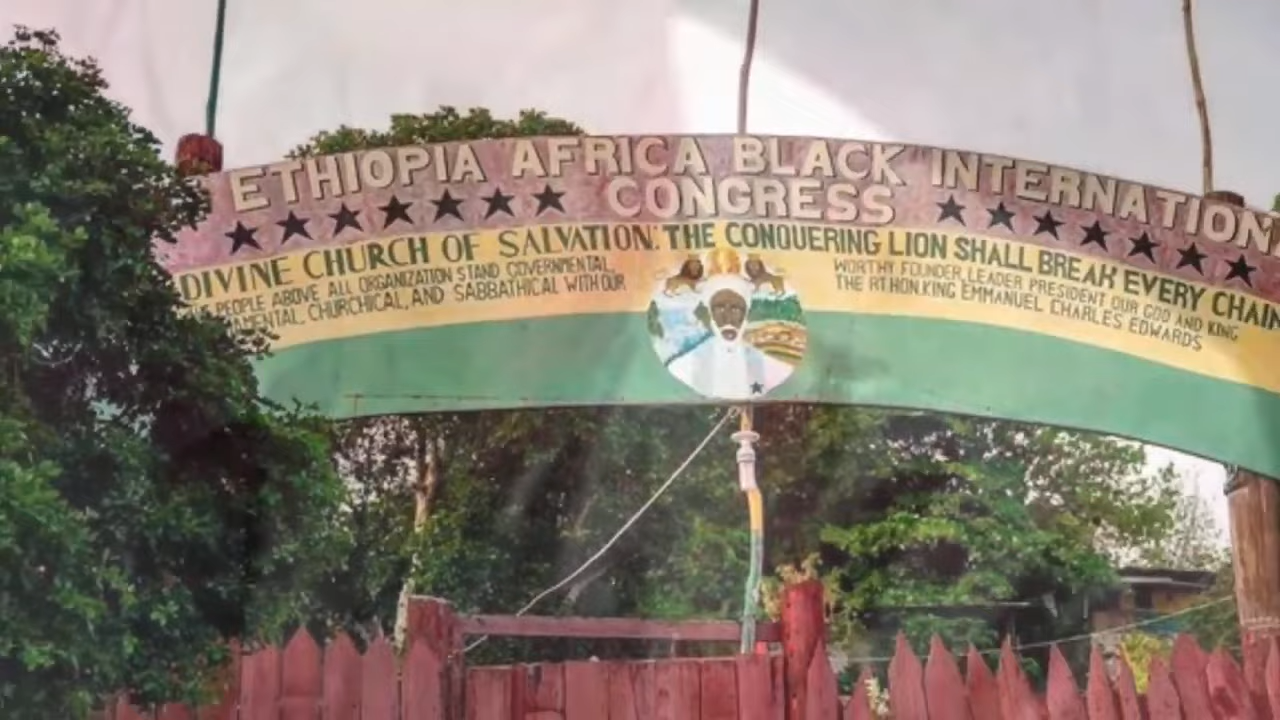 ETHIOPIA AFRICA BLACK INTERNATION
CONGRESS
DIVINE CHURCH OF SALVATION. THE CONQUERING LION SHALL BREAK EVERY CHAIN
PEOPLE ABOVE ALL ORGANIZATION STAND GOVERNMENTAL
CHURCHICAL, AND SABBATHICAL WITH OUR
WORTHY FOUNDER, LEADER PRESIDENT OUR GOD AND KING
THE RT HON. KING EMMANUEL CHARLES EDWARDS